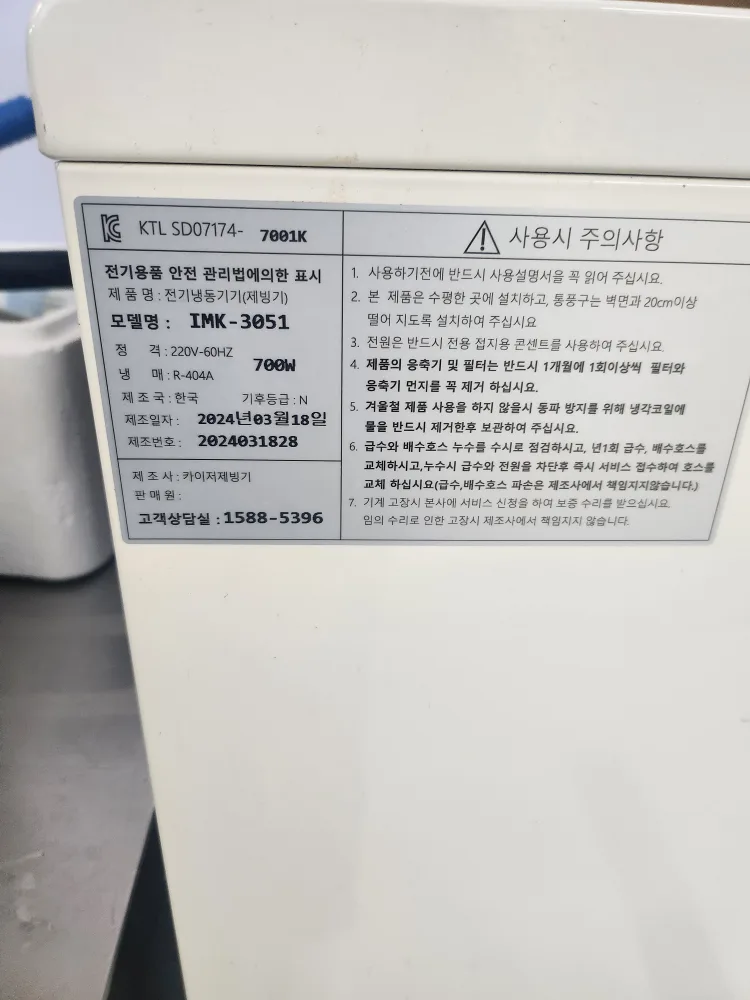 KTL SD07174- 7001K
전기용품 안전 관리법에의한 표시
제 품 명 : 전기냉동기기(제빙기)
모델명 : IMK-3051
정 격 : 220V-60HZ 700W
냉 매 : R-404A
제 조 국 : 한국 기후등급 : N
제조일자 : 2024년03월18일
제조번호 : 2024031828
제 조 사 : 카이저제빙기
판 매 원 :
고객상담실 : 1588-5396
사용시 주의사항
1. 사용하기전에 반드시 사용설명서을 꼭 읽어 주십시요.
2. 본 제품은 수평한 곳에 설치하고, 통풍구는 벽면과 20cm이상
떨어 지도록 설치하여 주십시요
3. 전원은 반드시 전용 접지용 콘센트를 사용하여 주십시요.
4. 제품의 응축기 및 필터는 반드시 1개월에 1회이상씩 필터와
응축기 먼지를 꼭 제거 하십시요.
5. 겨울철 제품 사용을 하지 않을시 동파 방지를 위해 냉각코일에
물을 반드시 제거한후 보관하여 주십시요.
6. 급수와 배수호스 누수를 수시로 점검하시고, 년1회 급수, 배수호스를
교체하시고,누수시 급수와 전원을 차단후 즉시 서비스 접수하여 호스를
교체 하십시요(급수,배수호스 파손은 제조사에서 책임지지않습니다.)
7. 기계 고장시 본사에 서비스 신청을 하여 보증 수리를 받으십시요.
임의 수리로 인한 고장시 제조사에서 책임지지 않습니다.